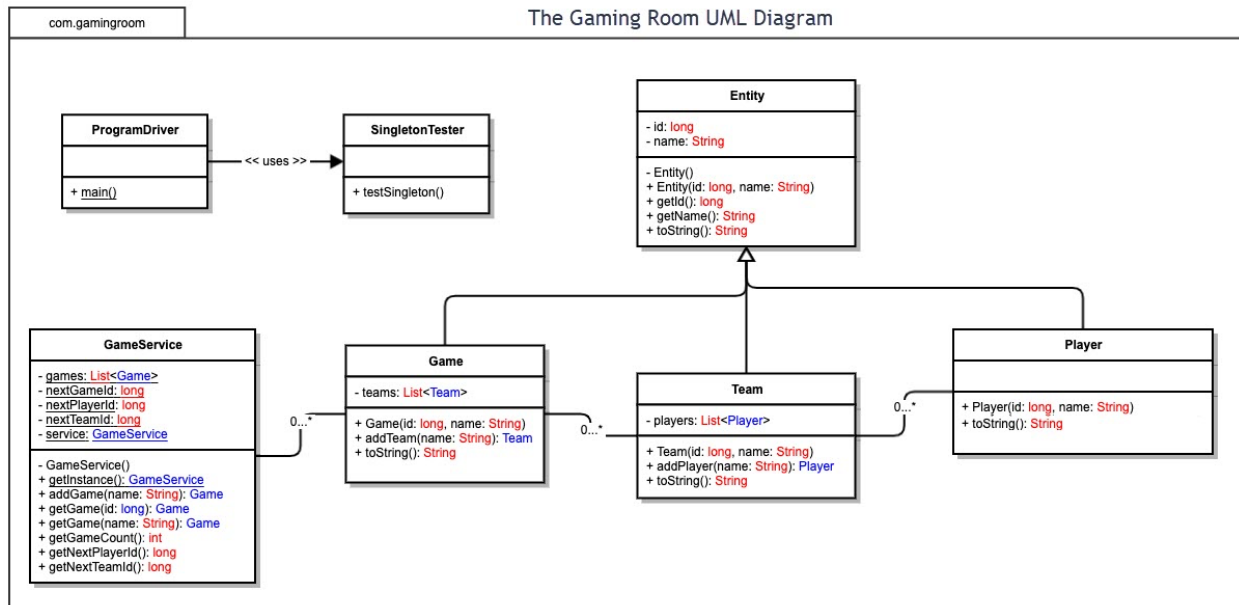 com.gamingroom
The Gaming Room UML Diagram
ProgramDriver
+ main()
<< uses >>
SingletonTester
+ testSingleton()
Entity
- id: long
- name: String
- Entity()
+ Entity(id: long, name: String)
+ getId(): long
+ getName(): String
+ toString(): String
GameService
- games: List<Game>
- nextGameId: long
- nextPlayerId: long
- nextTeamId: long
- service: GameService
- GameService()
+ getInstance(): GameService
+ addGame(name: String): Game
+ getGame(id: long): Game
+ getGame(name: String): Game
+ getGameCount(): int
+ getNextPlayerId(): long
+ getNextTeamId(): long
0...*
Game
- teams: List<Team>
+ Game(id: long, name: String)
+ addTeam(name: String): Team
+ toString(): String
0...*
Team
- players: List<Player>
+ Team(id: long, name: String)
+ addPlayer(name: String): Player
+ toString(): String
0...*
Player
+ Player(id: long, name: String)
+ toString(): String